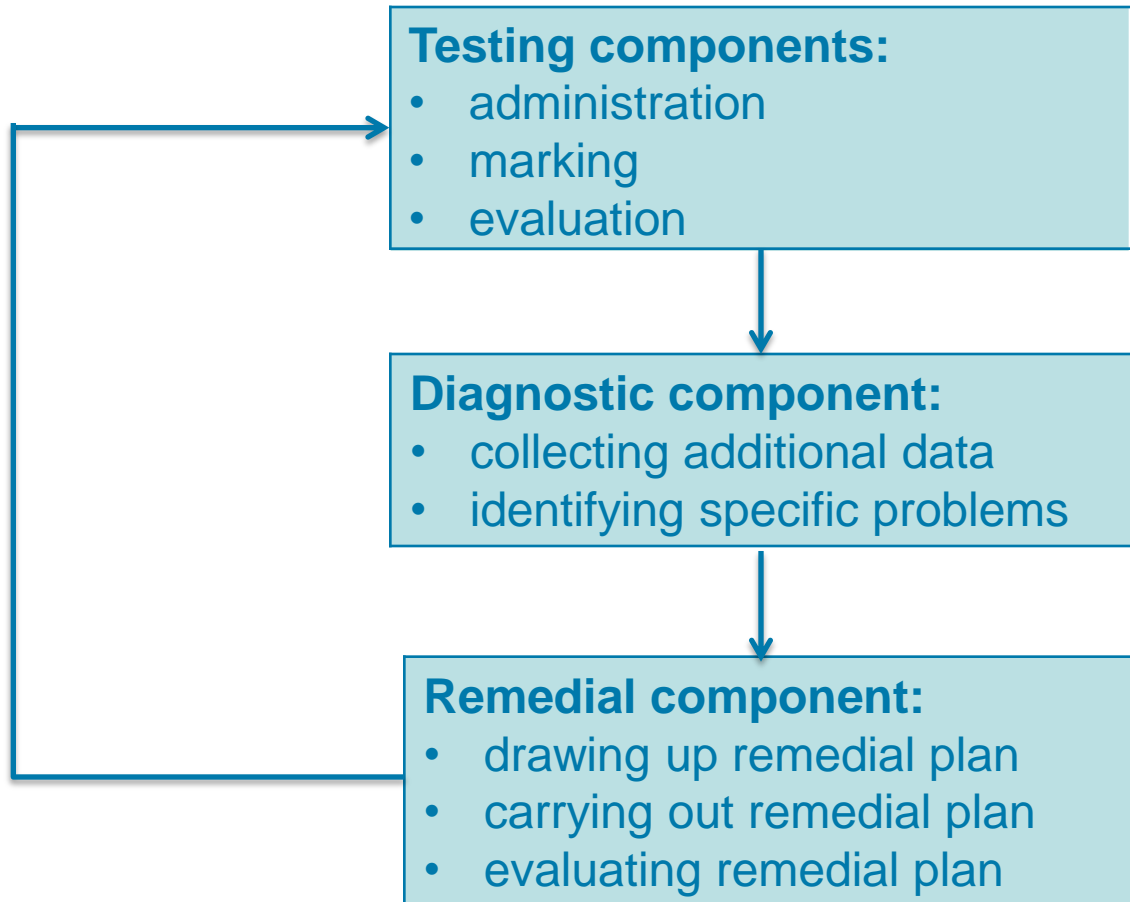 Testing components:
• administration
• marking
• evaluation
Diagnostic component:
• collecting additional data
• identifying specific problems
Remedial component:
• drawing up remedial plan
• carrying out remedial plan
• evaluating remedial plan